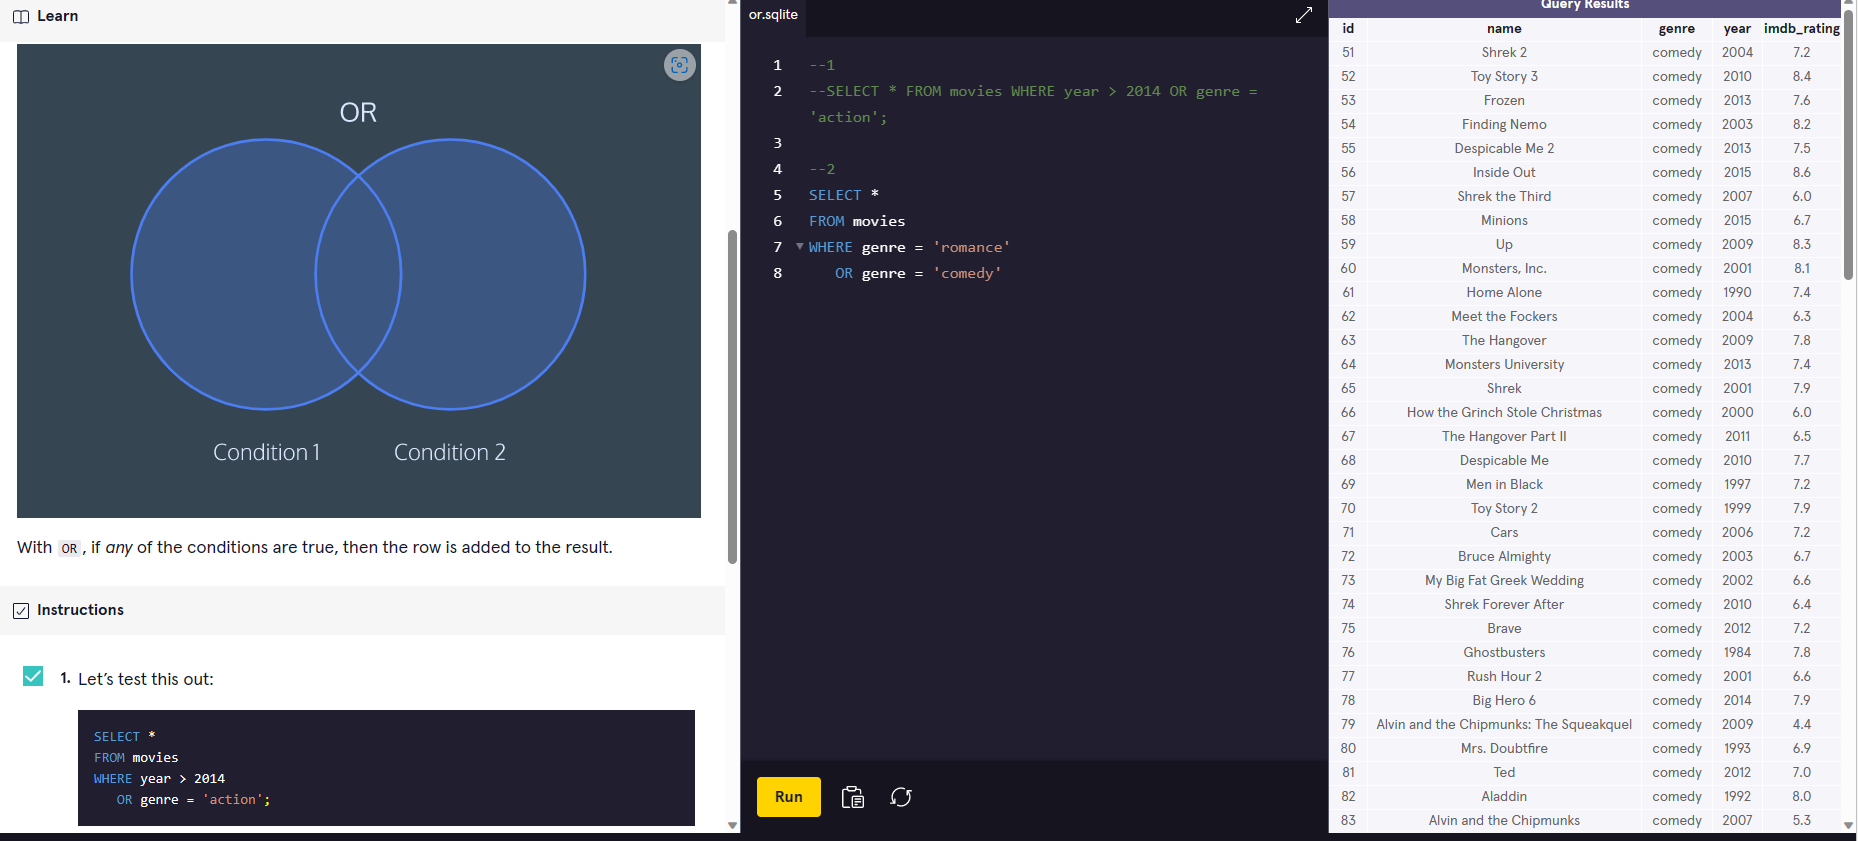 Learn
OR
Condition 1 Condition 2
With OR, if any of the conditions are true, then the row is added to the result.
Instructions
1. Let's test this out:
SELECT *
FROM movies
WHERE year > 2014
OR genre = 'action';
or.sqlite
1 --1
2 --SELECT * FROM movies WHERE year > 2014 OR genre =
'action';
3
4 --2
5 SELECT *
6 FROM movies
7 WHERE genre = 'romance'
8 OR genre = 'comedy'
Run
Query Results
id name genre year imdb_rating
51 Shrek 2 comedy 2004 7.2
52 Toy Story 3 comedy 2010 8.4
53 Frozen comedy 2013 7.6
54 Finding Nemo comedy 2003 8.2
55 Despicable Me 2 comedy 2013 7.5
56 Inside Out comedy 2015 8.6
57 Shrek the Third comedy 2007 6.0
58 Minions comedy 2015 6.7
59 Up comedy 2009 8.3
60 Monsters, Inc. comedy 2001 8.1
61 Home Alone comedy 1990 7.4
62 Meet the Fockers comedy 2004 6.3
63 The Hangover comedy 2009 7.8
64 Monsters University comedy 2013 7.4
65 Shrek comedy 2001 7.9
66 How the Grinch Stole Christmas comedy 2000 6.0
67 The Hangover Part II comedy 2011 6.5
68 Despicable Me comedy 2010 7.7
69 Men in Black comedy 1997 7.2
70 Toy Story 2 comedy 1999 7.9
71 Cars comedy 2006 7.2
72 Bruce Almighty comedy 2003 6.7
73 My Big Fat Greek Wedding comedy 2002 6.6
74 Shrek Forever After comedy 2010 6.4
75 Brave comedy 2012 7.2
76 Ghostbusters comedy 1984 7.8
77 Rush Hour 2 comedy 2001 6.6
78 Big Hero 6 comedy 2014 7.9
79 Alvin and the Chipmunks: The Squeakquel comedy 2009 4.4
80 Mrs. Doubtfire comedy 1993 6.9
81 Ted comedy 2012 7.0
82 Aladdin comedy 1992 8.0
83 Alvin and the Chipmunks comedy 2007 5.3